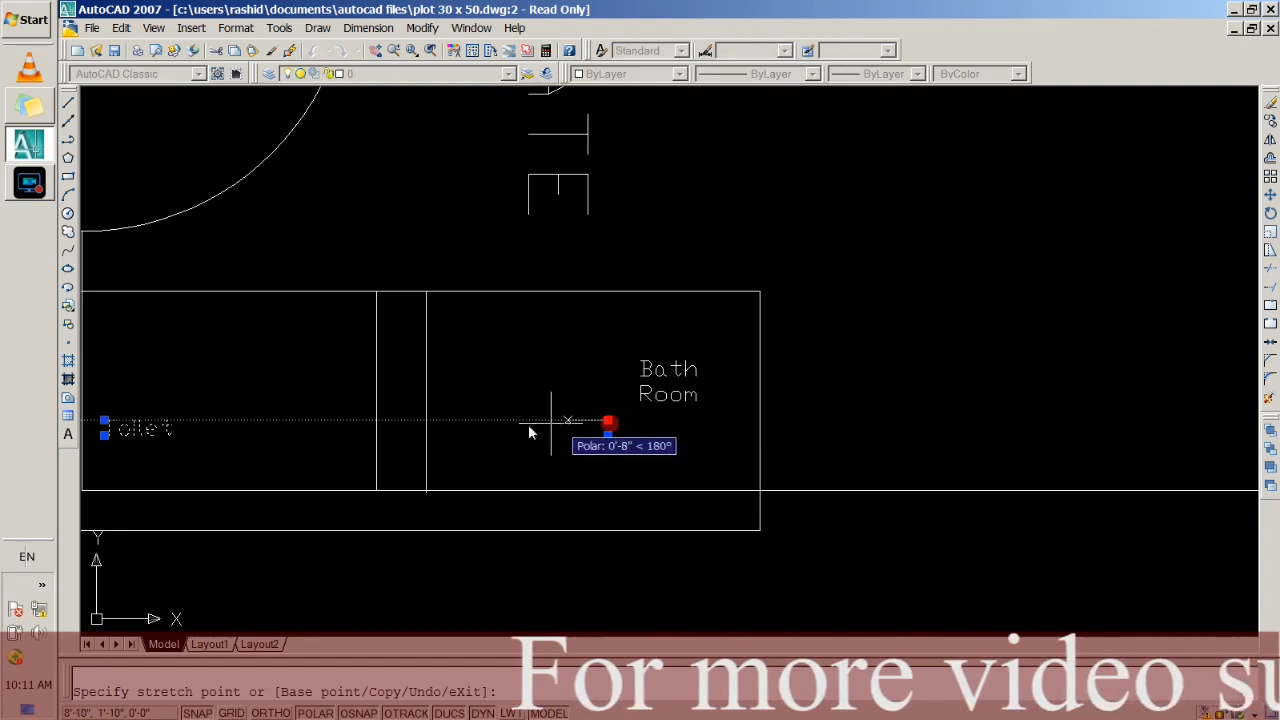 Start
AutoCAD 2007 - [c:\users\rashid\documents\autocad files\plot 30 x 50.dwg:2 - Read Only]
File Edit View Insert Format Tools Draw Dimension Modify Window Help
Standard
AutoCAD Classic 0 ByLayer ByLayer ByLayer ByColor
Bath
Room
Polar: 0'-8" < 180°
Y
X
EN
Model Layout1 Layout2
For more video su
Specify stretch point or [Base point/Copy/Undo/eXit]:
10:11 AM
8'-10", 1'-10", 0'-0" SNAP GRID ORTHO POLAR OSNAP OTRACK DUCS DYN LWT MODEL